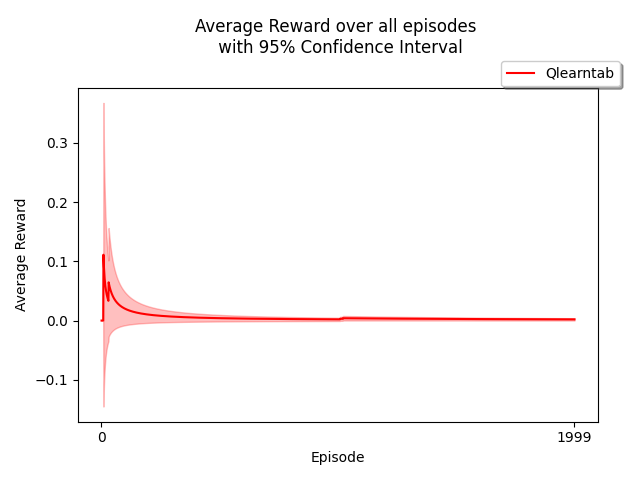 Average Reward over all episodes
with 95% Confidence Interval
Qlearntab
0.3
0.2
0.1
0.0
−0.1
Average Reward
0
1999
Episode